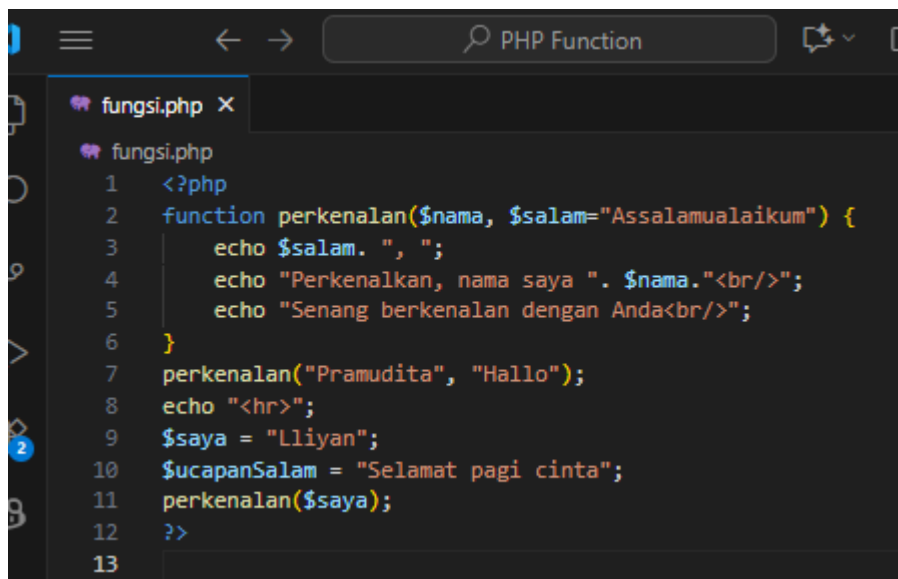 PHP Function
fungsi.php
fungsi.php
1 <?php
2 function perkenalan($nama, $salam="Assalamualaikum") {
3     echo $salam. ", ";
4     echo "Perkenalkan, nama saya ". $nama."<br/>";
5     echo "Senang berkenalan dengan Anda<br/>";
6 }
7 perkenalan("Pramudita", "Hallo");
8 echo "<hr>";
9 $saya = "Lliyan";
2
10 $ucapanSalam = "Selamat pagi cinta";
11 perkenalan($saya);
12 ?>
13